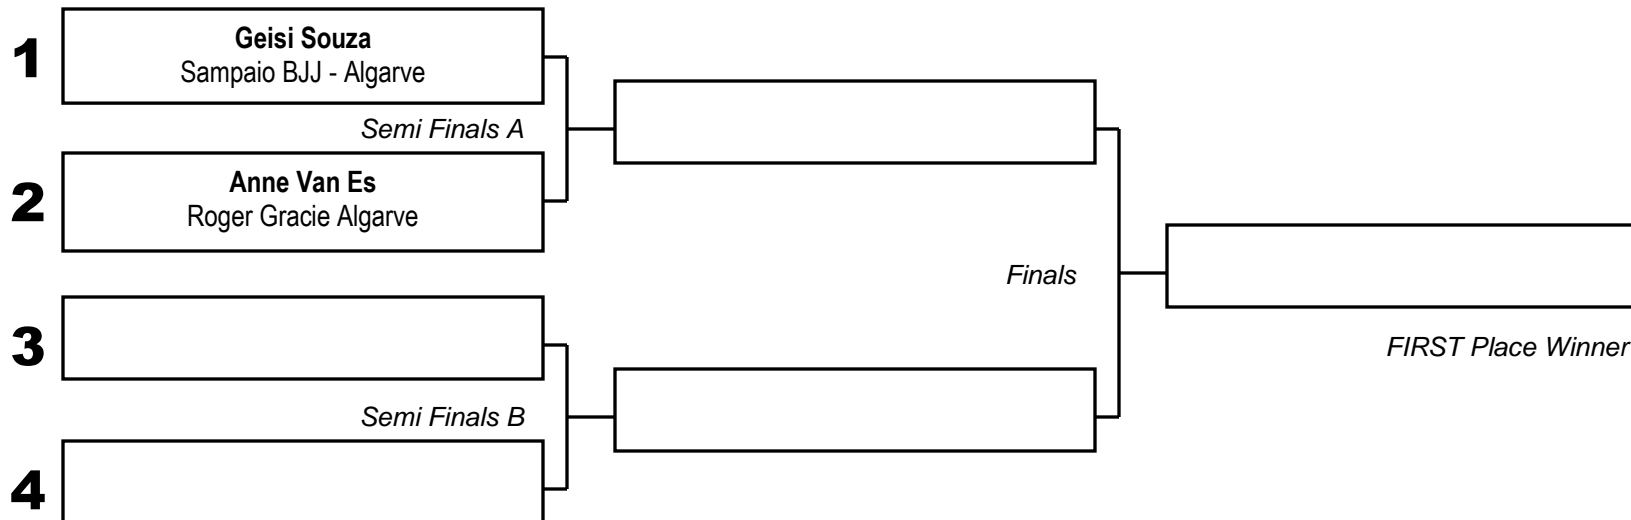 1
Geisi Souza
Sampaio BJJ - Algarve
Semi Finals A
2
Anne Van Es
Roger Gracie Algarve
Finals
3
FIRST Place Winner
Semi Finals B
4